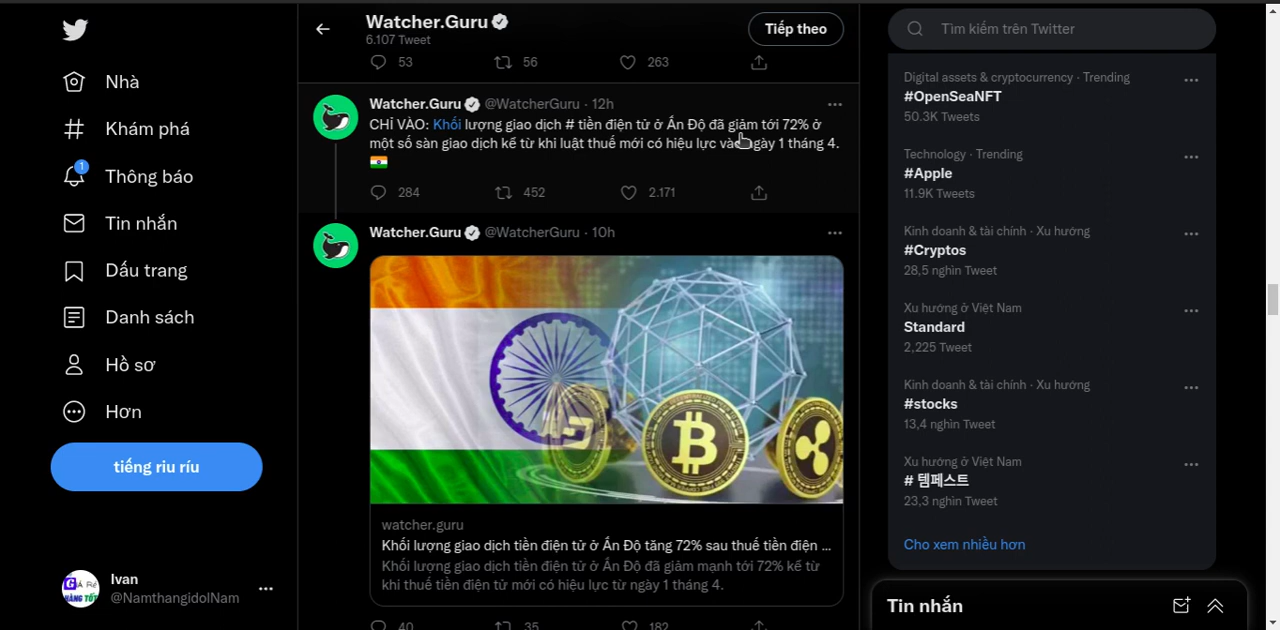 Nhà
Khám phá
1
Thông báo
Tin nhắn
Dấu trang
Danh sách
Hồ sơ
Hơn
tiếng riu ríu
Ivan
@NamthangidolNam
Watcher.Guru
6.107 Tweet
Tiếp theo
53 56 263
Watcher.Guru @WatcherGuru · 12h
CHỈ VÀO: Khối lượng giao dịch # tiền điện tử ở Ấn Độ đã giảm tới 72% ở
một số sàn giao dịch kể từ khi luật thuế mới có hiệu lực vào ngày 1 tháng 4.
284 452 2.171
Watcher.Guru @WatcherGuru · 10h
watcher.guru
Khối lượng giao dịch tiền điện tử ở Ấn Độ tăng 72% sau thuế tiền điện ...
Khối lượng giao dịch tiền điện tử ở Ấn Độ đã giảm mạnh tới 72% kể từ
khi thuế tiền điện tử mới có hiệu lực từ ngày 1 tháng 4.
40 35 182
Tìm kiếm trên Twitter
Digital assets & cryptocurrency · Trending
#OpenSeaNFT
50.3K Tweets
Technology · Trending
#Apple
11.9K Tweets
Kinh doanh & tài chính · Xu hướng
#Cryptos
28,5 nghìn Tweet
Xu hướng ở Việt Nam
Standard
2,225 Tweet
Kinh doanh & tài chính · Xu hướng
#stocks
13,4 nghìn Tweet
Xu hướng ở Việt Nam
# 템페스트
23,3 nghìn Tweet
Cho xem nhiều hơn
Tin nhắn